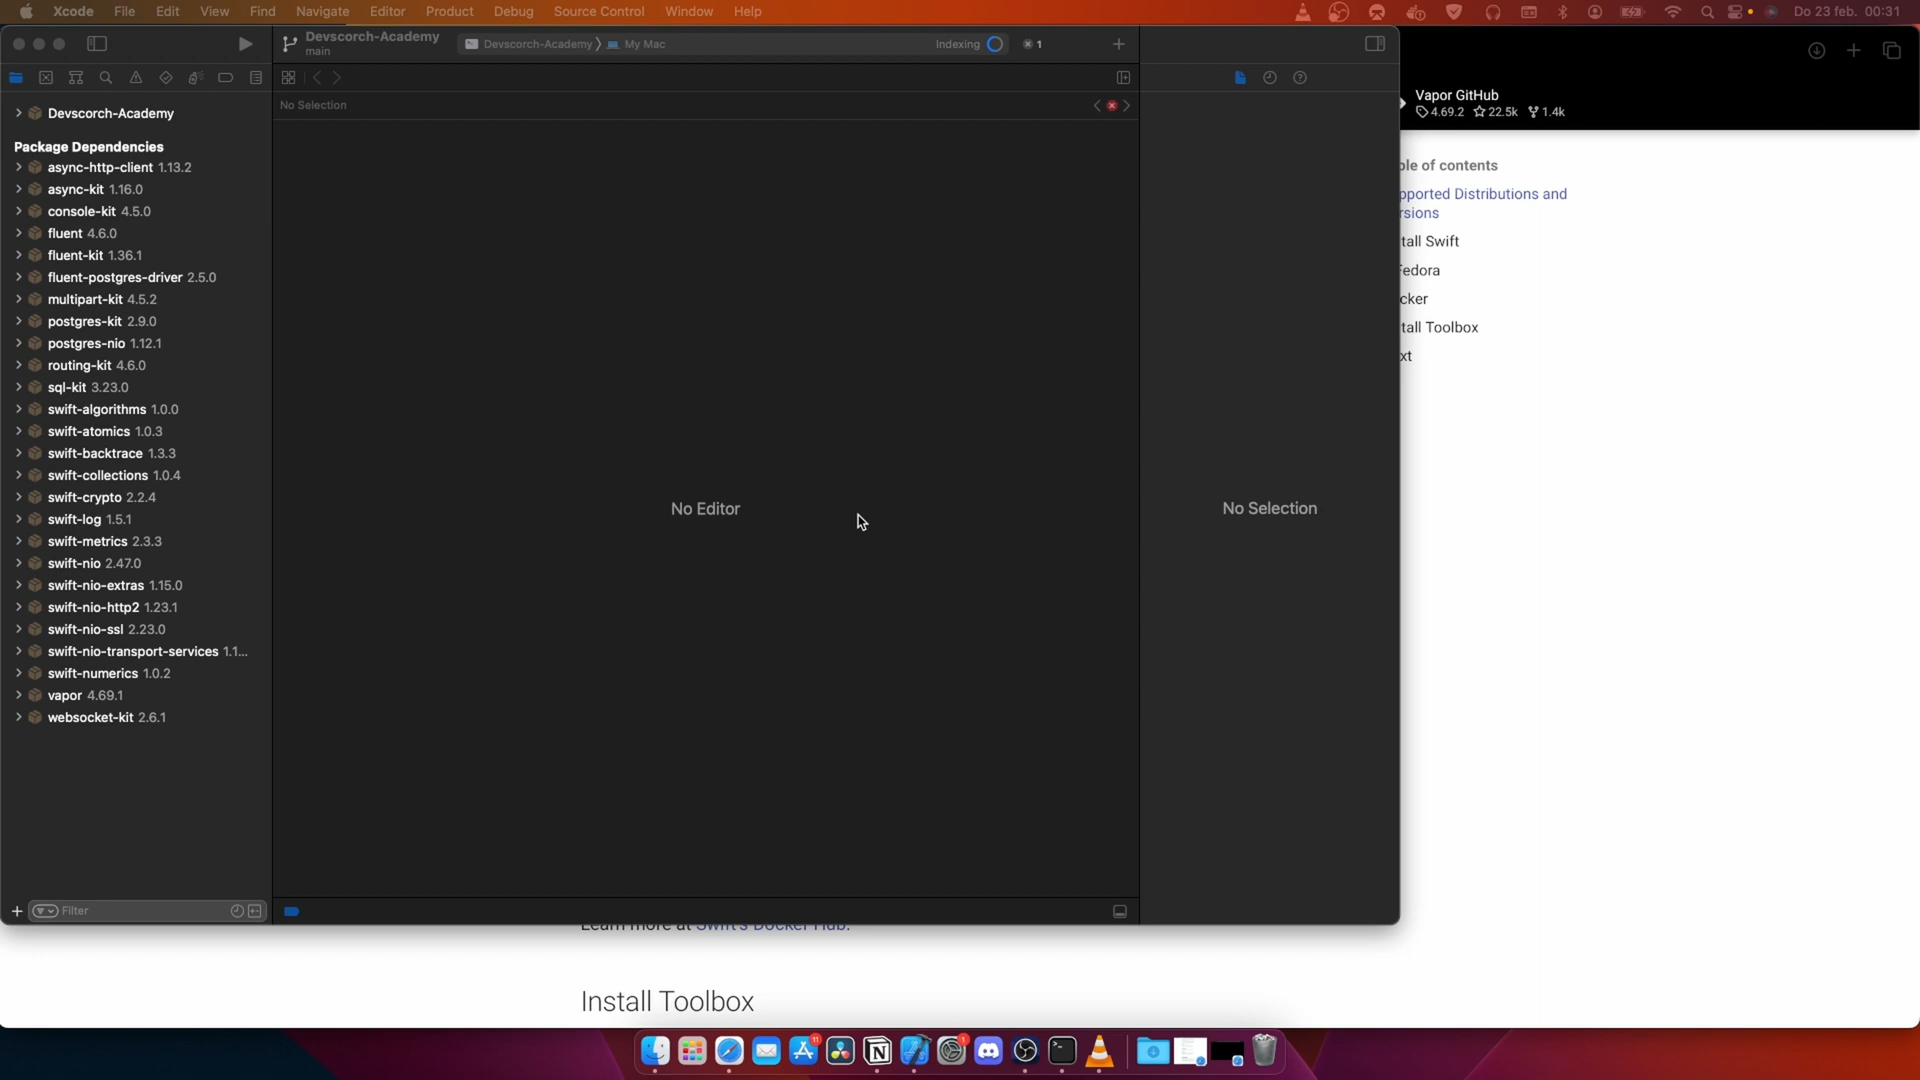 Xcode File Edit View Find Navigate Editor Product Debug Source Control Window Help
Do 23 feb. 00:31
Devscorch-Academy
main
Devscorch-Academy
My Mac
Indexing
1
No Selection
Devscorch-Academy
Package Dependencies
async-http-client 1.13.2
async-kit 1.16.0
console-kit 4.5.0
fluent 4.6.0
fluent-kit 1.36.1
fluent-postgres-driver 2.5.0
multipart-kit 4.5.2
postgres-kit 2.9.0
postgres-nio 1.12.1
routing-kit 4.6.0
sql-kit 3.23.0
swift-algorithms 1.0.0
swift-atomics 1.0.3
swift-backtrace 1.3.3
swift-collections 1.0.4
swift-crypto 2.2.4
swift-log 1.5.1
swift-metrics 2.3.3
swift-nio 2.47.0
swift-nio-extras 1.15.0
swift-nio-http2 1.23.1
swift-nio-ssl 2.23.0
swift-nio-transport-services 1.1...
swift-numerics 1.0.2
vapor 4.69.1
websocket-kit 2.6.1
Filter
No Editor
No Selection
Vapor GitHub
4.69.2 22.5k 1.4k
ble of contents
pported Distributions and
rsions
tall Swift
Fedora
cker
tall Toolbox
xt
Learn more at Swift's Docker Hub.
Install Toolbox
11
1